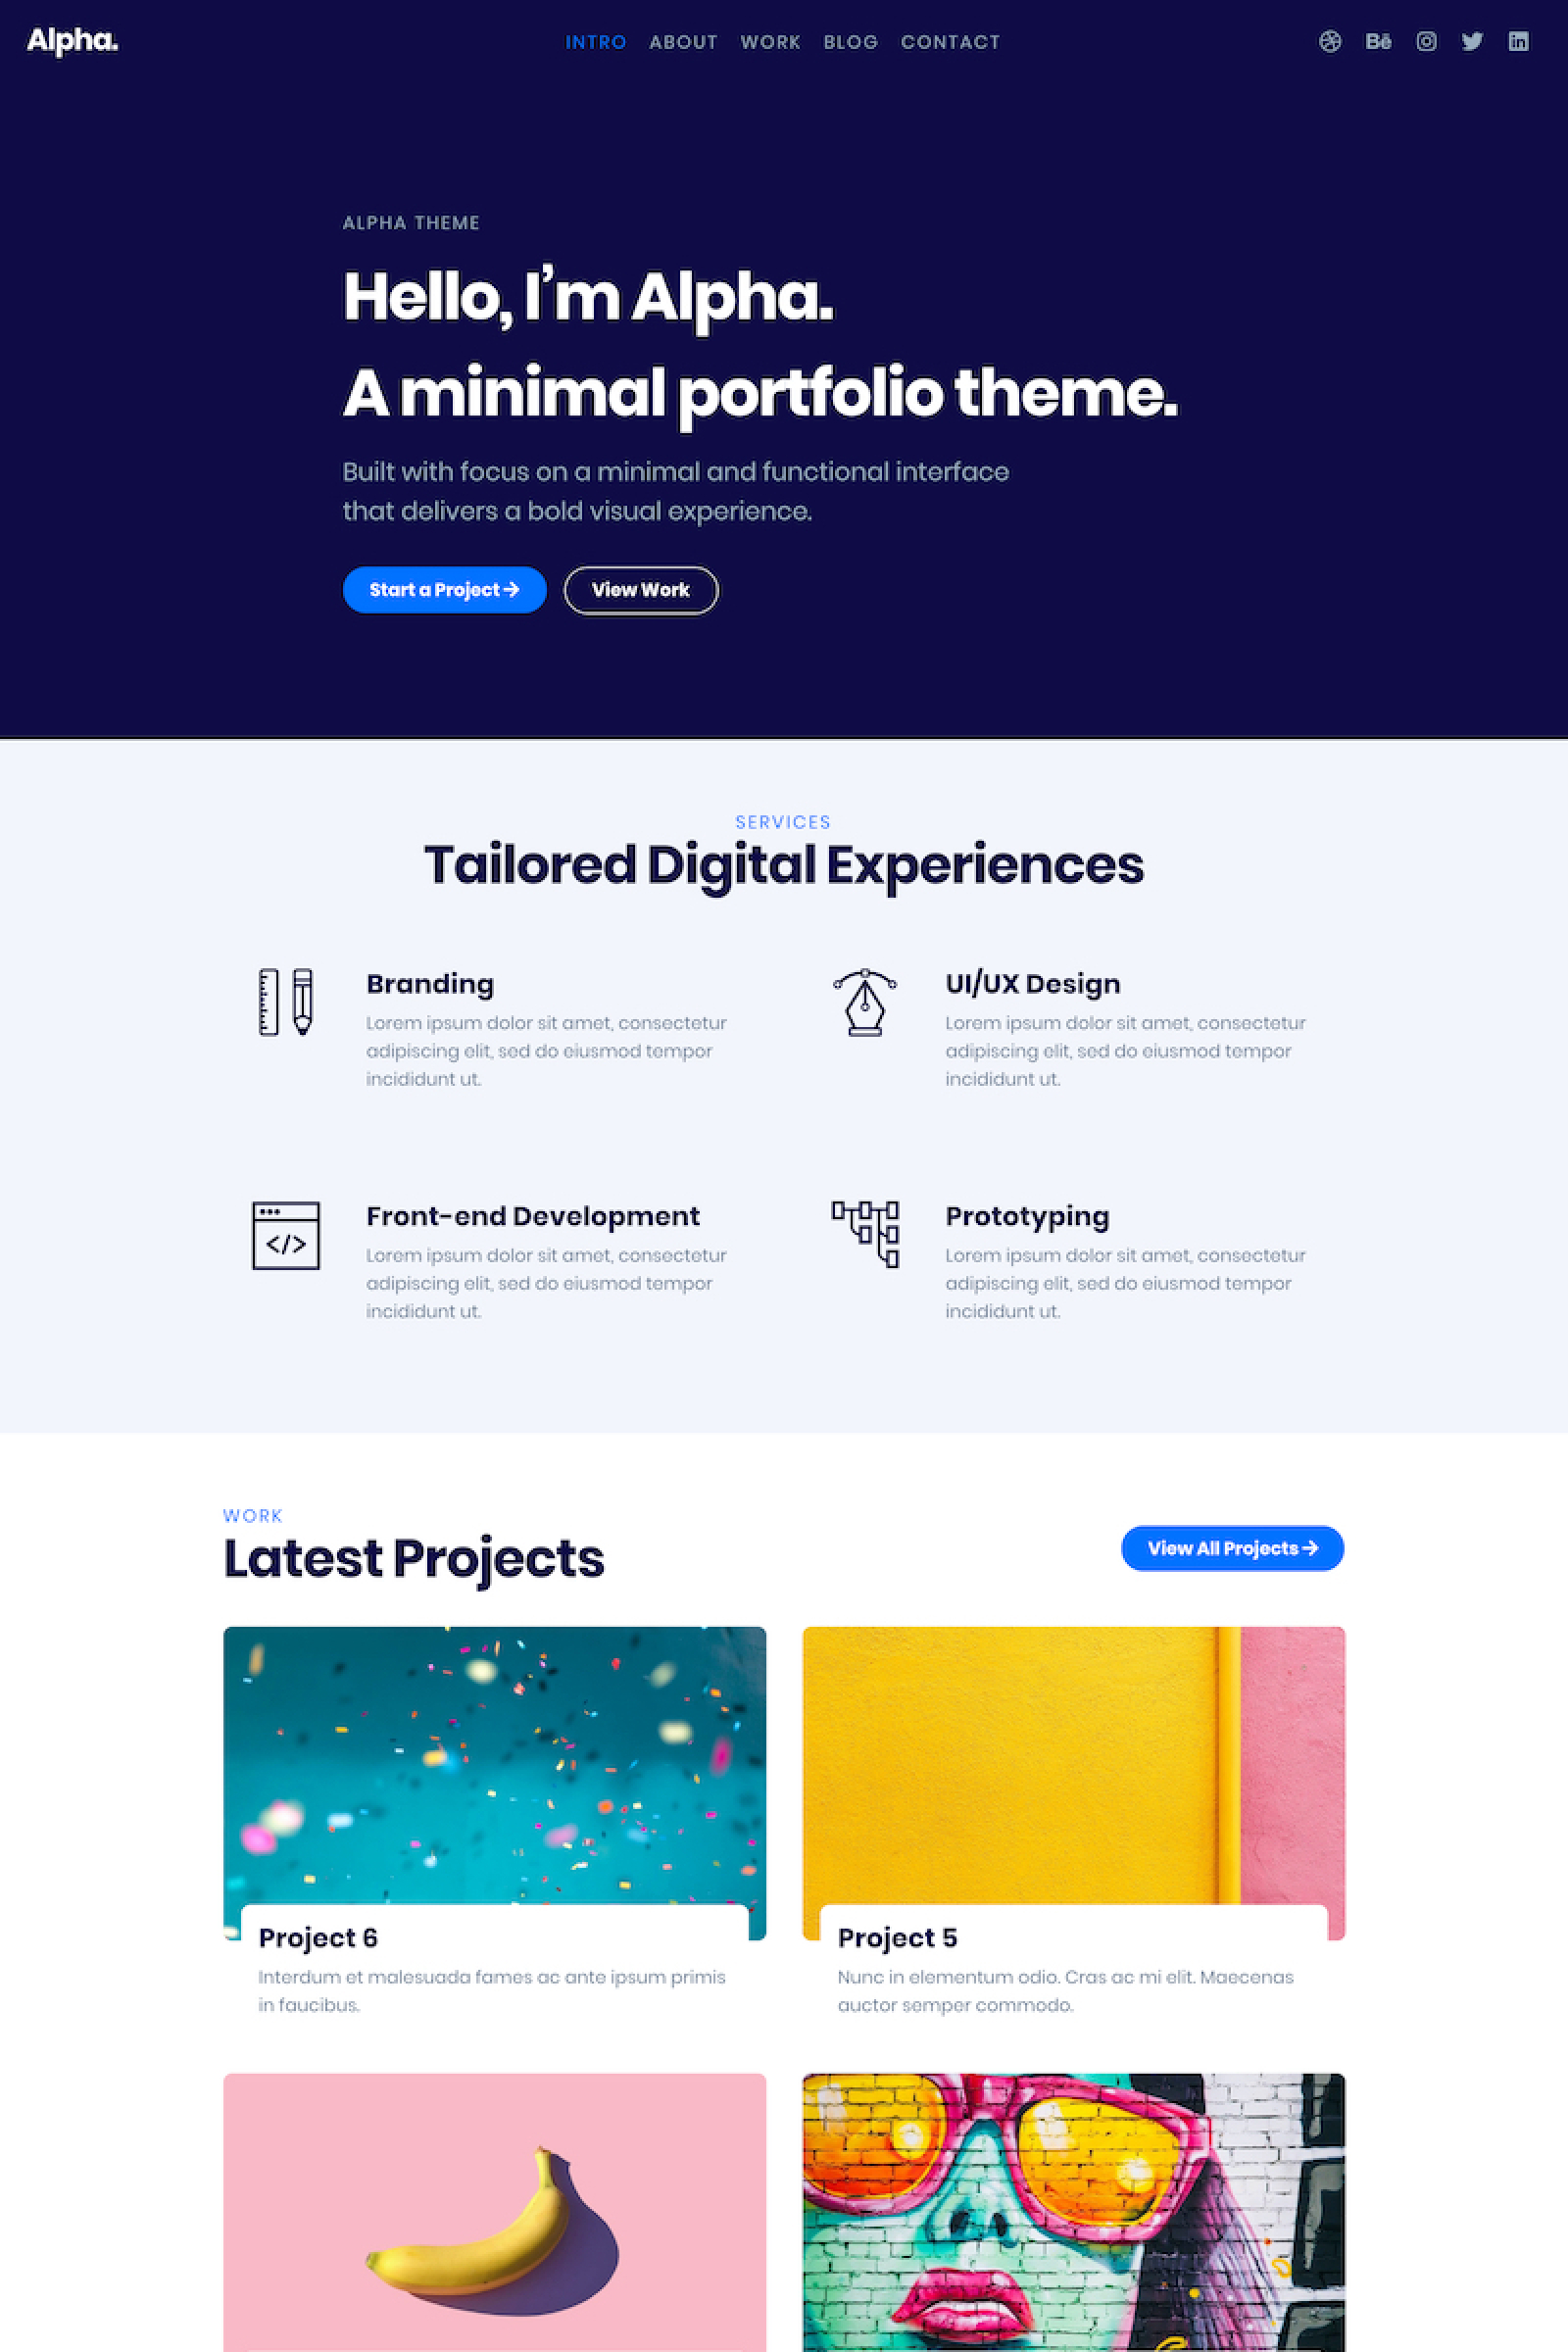 Alpha.
INTRO ABOUT WORK BLOG CONTACT
Bē
in
ALPHA THEME
Hello, I’m Alpha.
A minimal portfolio theme.
Built with focus on a minimal and functional interface
that delivers a bold visual experience.
Start a Project →
View Work
SERVICES
Tailored Digital Experiences
Branding
Lorem ipsum dolor sit amet, consectetur
adipiscing elit, sed do eiusmod tempor
incididunt ut.
UI/UX Design
Lorem ipsum dolor sit amet, consectetur
adipiscing elit, sed do eiusmod tempor
incididunt ut.
</>
Front-end Development
Lorem ipsum dolor sit amet, consectetur
adipiscing elit, sed do eiusmod tempor
incididunt ut.
Prototyping
Lorem ipsum dolor sit amet, consectetur
adipiscing elit, sed do eiusmod tempor
incididunt ut.
WORK
Latest Projects
View All Projects →
Project 6
Interdum et malesuada fames ac ante ipsum primis
in faucibus.
Project 5
Nunc in elementum odio. Cras ac mi elit. Maecenas
auctor semper commodo.